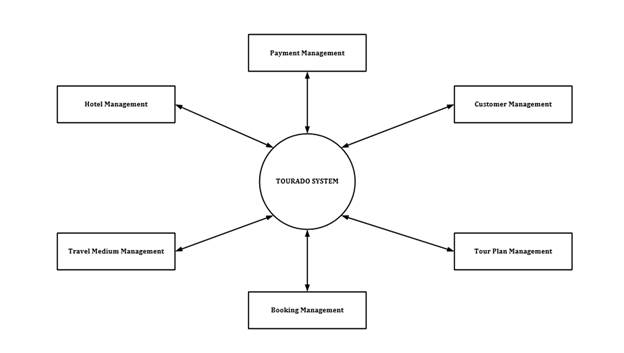 Payment Management
Hotel Management
Customer Management
TOURADO SYSTEM
Travel Medium Management
Tour Plan Management
Booking Management